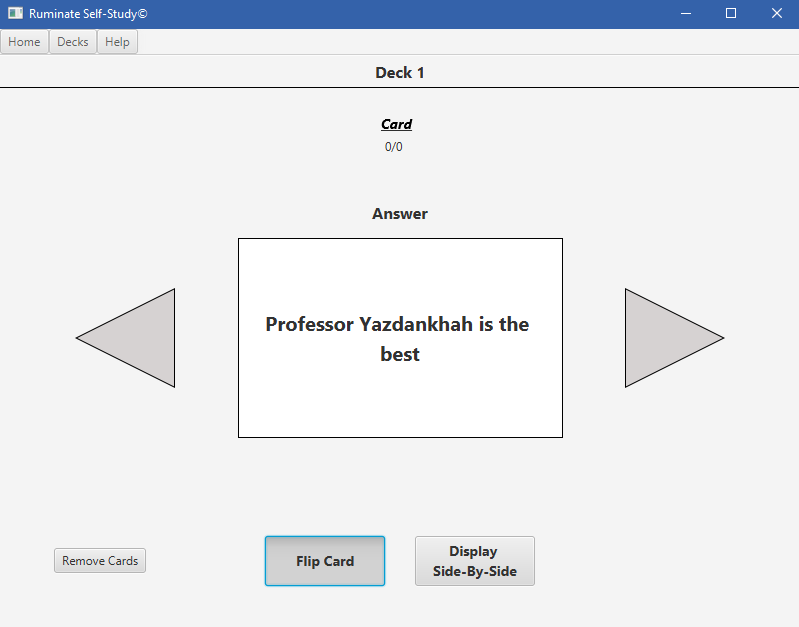 Ruminate Self-Study©
Home Decks Help
Deck 1
Card
0/0
Answer
Professor Yazdankhah is the
best
Remove Cards
Flip Card
Display
Side-By-Side